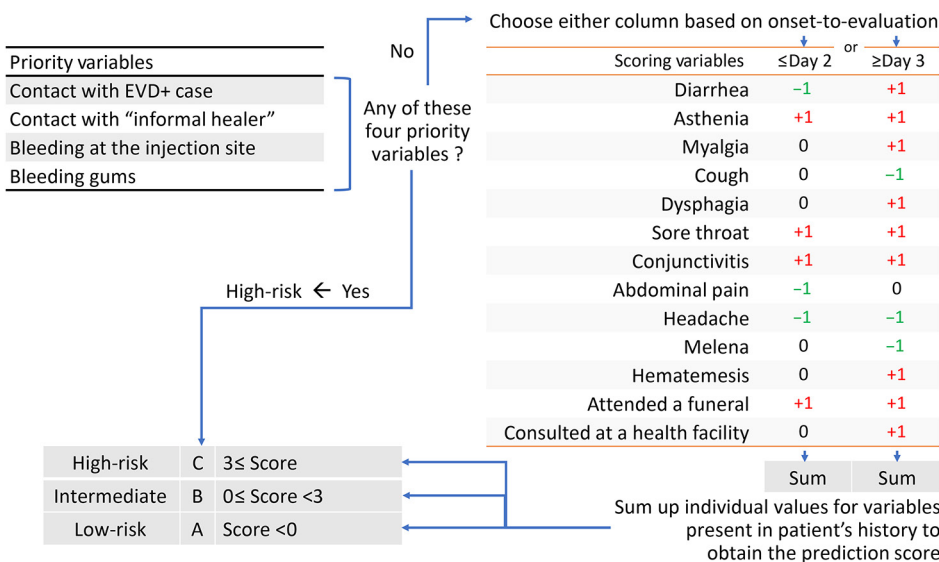 Choose either column based on onset-to-evaluation
or
Priority variables
Contact with EVD+ case
Contact with “informal healer”
Bleeding at the injection site
Bleeding gums
No
Any of these
four priority
variables ?
High-risk ← Yes
Scoring variables ≤Day 2 ≥Day 3
Diarrhea −1 +1
Asthenia +1 +1
Myalgia 0 +1
Cough 0 −1
Dysphagia 0 +1
Sore throat +1 +1
Conjunctivitis +1 +1
Abdominal pain −1 0
Headache −1 −1
Melena 0 −1
Hematemesis 0 +1
Attended a funeral +1 +1
Consulted at a health facility 0 +1
Sum Sum
Sum up individual values for variables
present in patient’s history to
obtain the prediction score
High-risk C 3≤ Score
Intermediate B 0≤ Score <3
Low-risk A Score <0